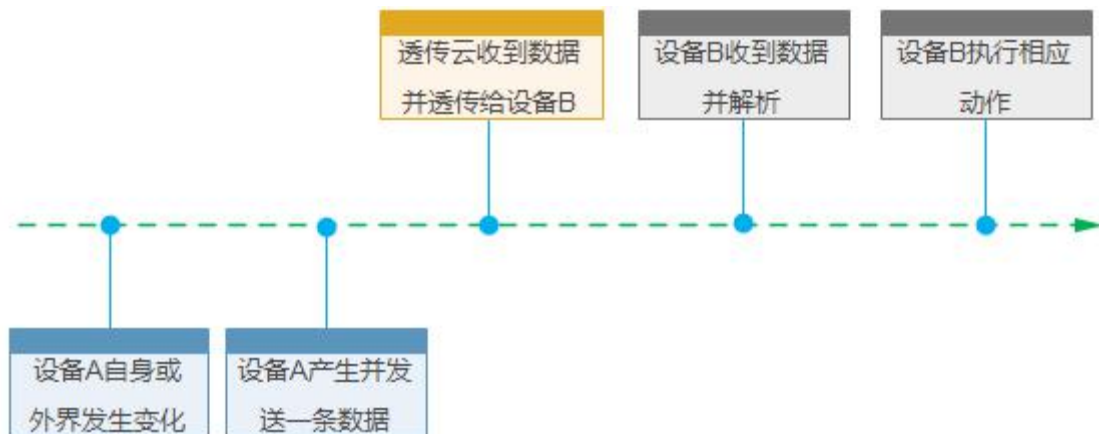 透传云收到数据
并透传给设备B
设备B收到数据
并解析
设备B执行相应
动作
设备A自身或
外界发生变化
设备A产生并发
送一条数据